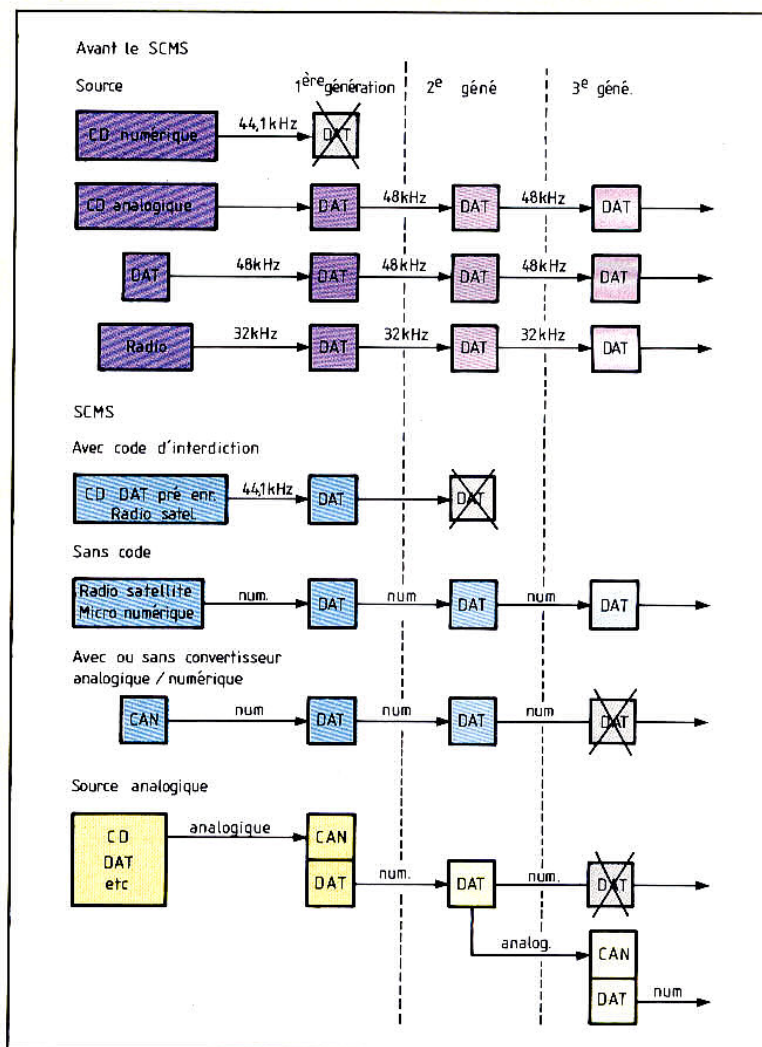 Avant le SCMS
Source
1ère génération
2e géné
3e géné.
CD numérique 44,1kHz DAT
CD analogique DAT 48kHz DAT 48kHz DAT
DAT 48kHz DAT 48kHz DAT 48kHz DAT
Radio 32kHz DAT 32kHz DAT 32kHz DAT
SCMS
Avec code d'interdiction
CD DAT pré enr.
Radio satel.
44,1kHz DAT DAT
Sans code
Radio satellite
Micro numérique
num. DAT num DAT num DAT
Avec ou sans convertisseur
analogique / numérique
CAN num DAT num DAT num DAT
Source analogique
CD
DAT
etc
analogique CAN
DAT num. DAT num. DAT
analog. CAN
DAT num